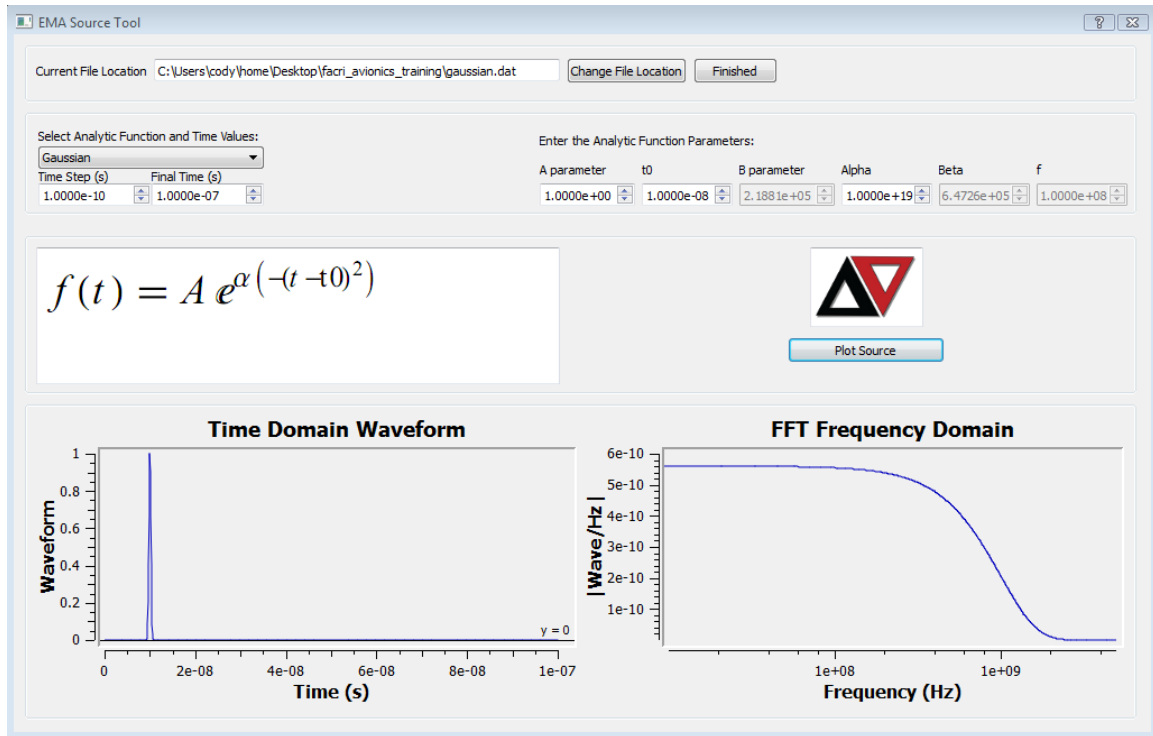 EMA Source Tool
Current File Location C:\Users\cody\home\Desktop\facri_avionics_training\gaussian.dat Change File Location Finished
Select Analytic Function and Time Values:
Gaussian
Time Step (s) Final Time (s)
1.0000e-10 1.0000e-07
Enter the Analytic Function Parameters:
A parameter t0 B parameter Alpha Beta f
1.0000e+00 1.0000e-08 2.1881e+05 1.0000e+19 6.4726e+05 1.0000e+08
f(t) = A e^α(-(t-t0)^2)
Plot Source
Time Domain Waveform
Waveform
1
0.8
0.6
0.4
0.2
0
y = 0
0 2e-08 4e-08 6e-08 8e-08 1e-07
Time (s)
FFT Frequency Domain
|Wave/Hz|
6e-10
5e-10
4e-10
3e-10
2e-10
1e-10
1e+08 1e+09
Frequency (Hz)